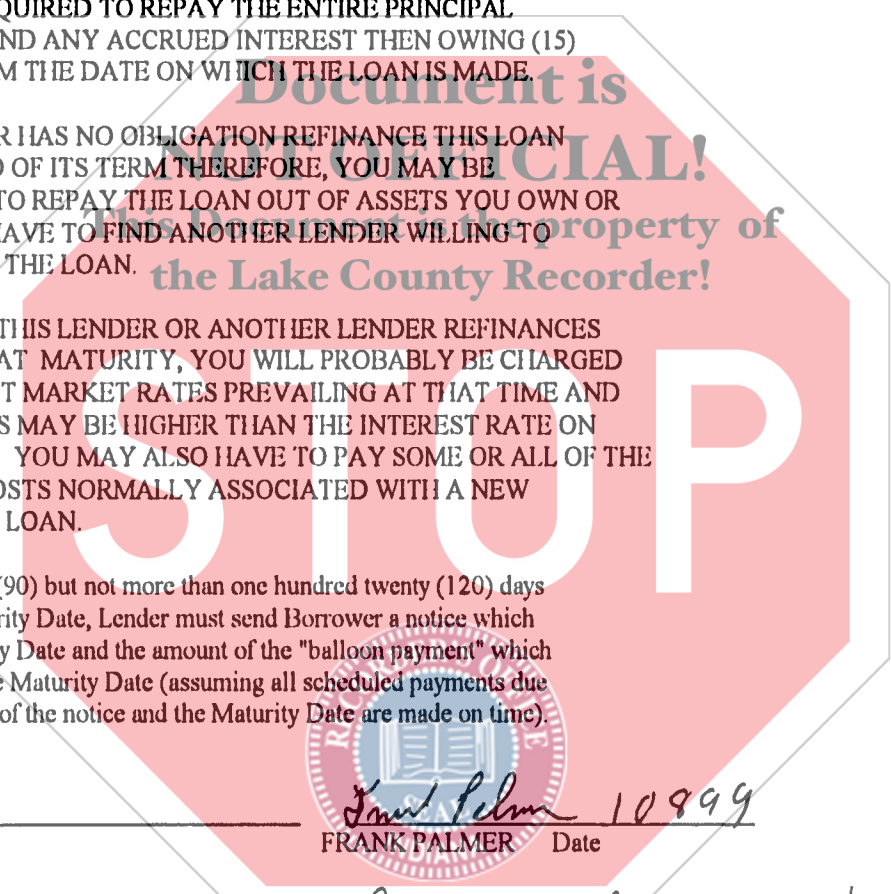 QUIRED TO REPAY THE ENTIRE PRINCIPAL
ND ANY ACCRUED INTEREST THEN OWING (15)
M THE DATE ON WHICH THE LOAN IS MADE.
Document is
R HAS NO OBLIGATION REFINANCE THIS LOAN
NOT OFFICIAL!
D OF ITS TERM THEREFORE, YOU MAY BE
TO REPAY THE LOAN OUT OF ASSETS YOU OWN OR
This Document is the property of
HAVE TO FIND ANOTHER LENDER WILLING TO
THE LOAN.
the Lake County Recorder!
THIS LENDER OR ANOTHER LENDER REFINANCES
AT MATURITY, YOU WILL PROBABLY BE CHARGED
T MARKET RATES PREVAILING AT THAT TIME AND
S MAY BE HIGHER THAN THE INTEREST RATE ON
YOU MAY ALSO HAVE TO PAY SOME OR ALL OF THE
OSTS NORMALLY ASSOCIATED WITH A NEW
LOAN.
STOP
(90) but not more than one hundred twenty (120) days
rity Date, Lender must send Borrower a notice which
y Date and the amount of the "balloon payment" which
e Maturity Date (assuming all scheduled payments due
of the notice and the Maturity Date are made on time).
RECORDER'S OFFICE
SEAL
Frank Palmer 10899
FRANK PALMER Date